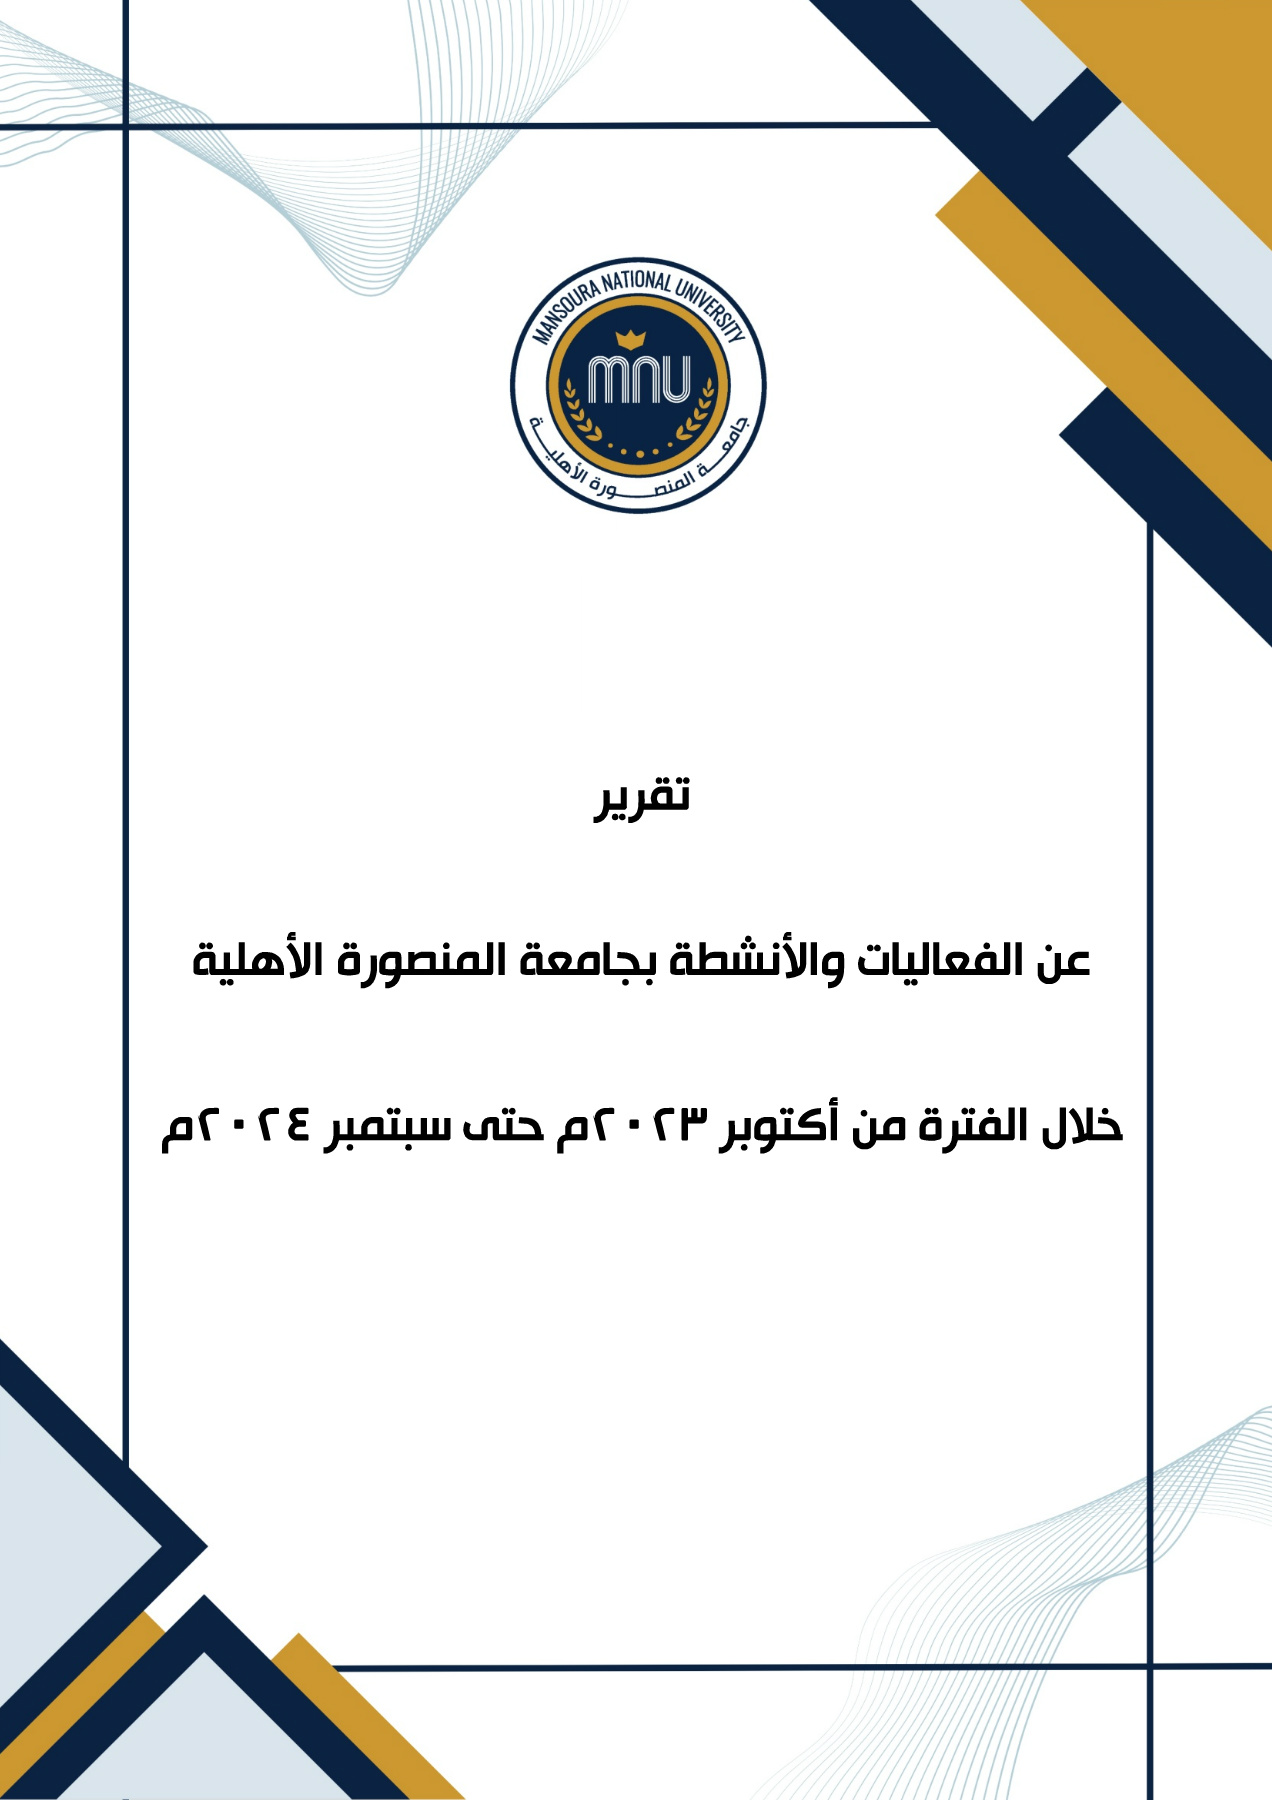 MANSOURA NATIONAL UNIVERSITY
mnu
جامعة المنصورة الأهلية
تقرير
عن الفعاليات والأنشطة بجامعة المنصورة الأهلية
خلال الفترة من أكتوبر ٢٠٢٣م حتى سبتمبر ٢٠٢٤م